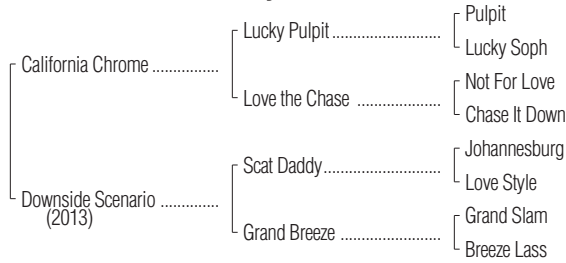 Pulpit
Lucky Pulpit
Lucky Soph
California Chrome
Not For Love
Love the Chase
Chase It Down
Johannesburg
Scat Daddy
Love Style
Downside Scenario
(2013)
Grand Slam
Grand Breeze
Breeze Lass